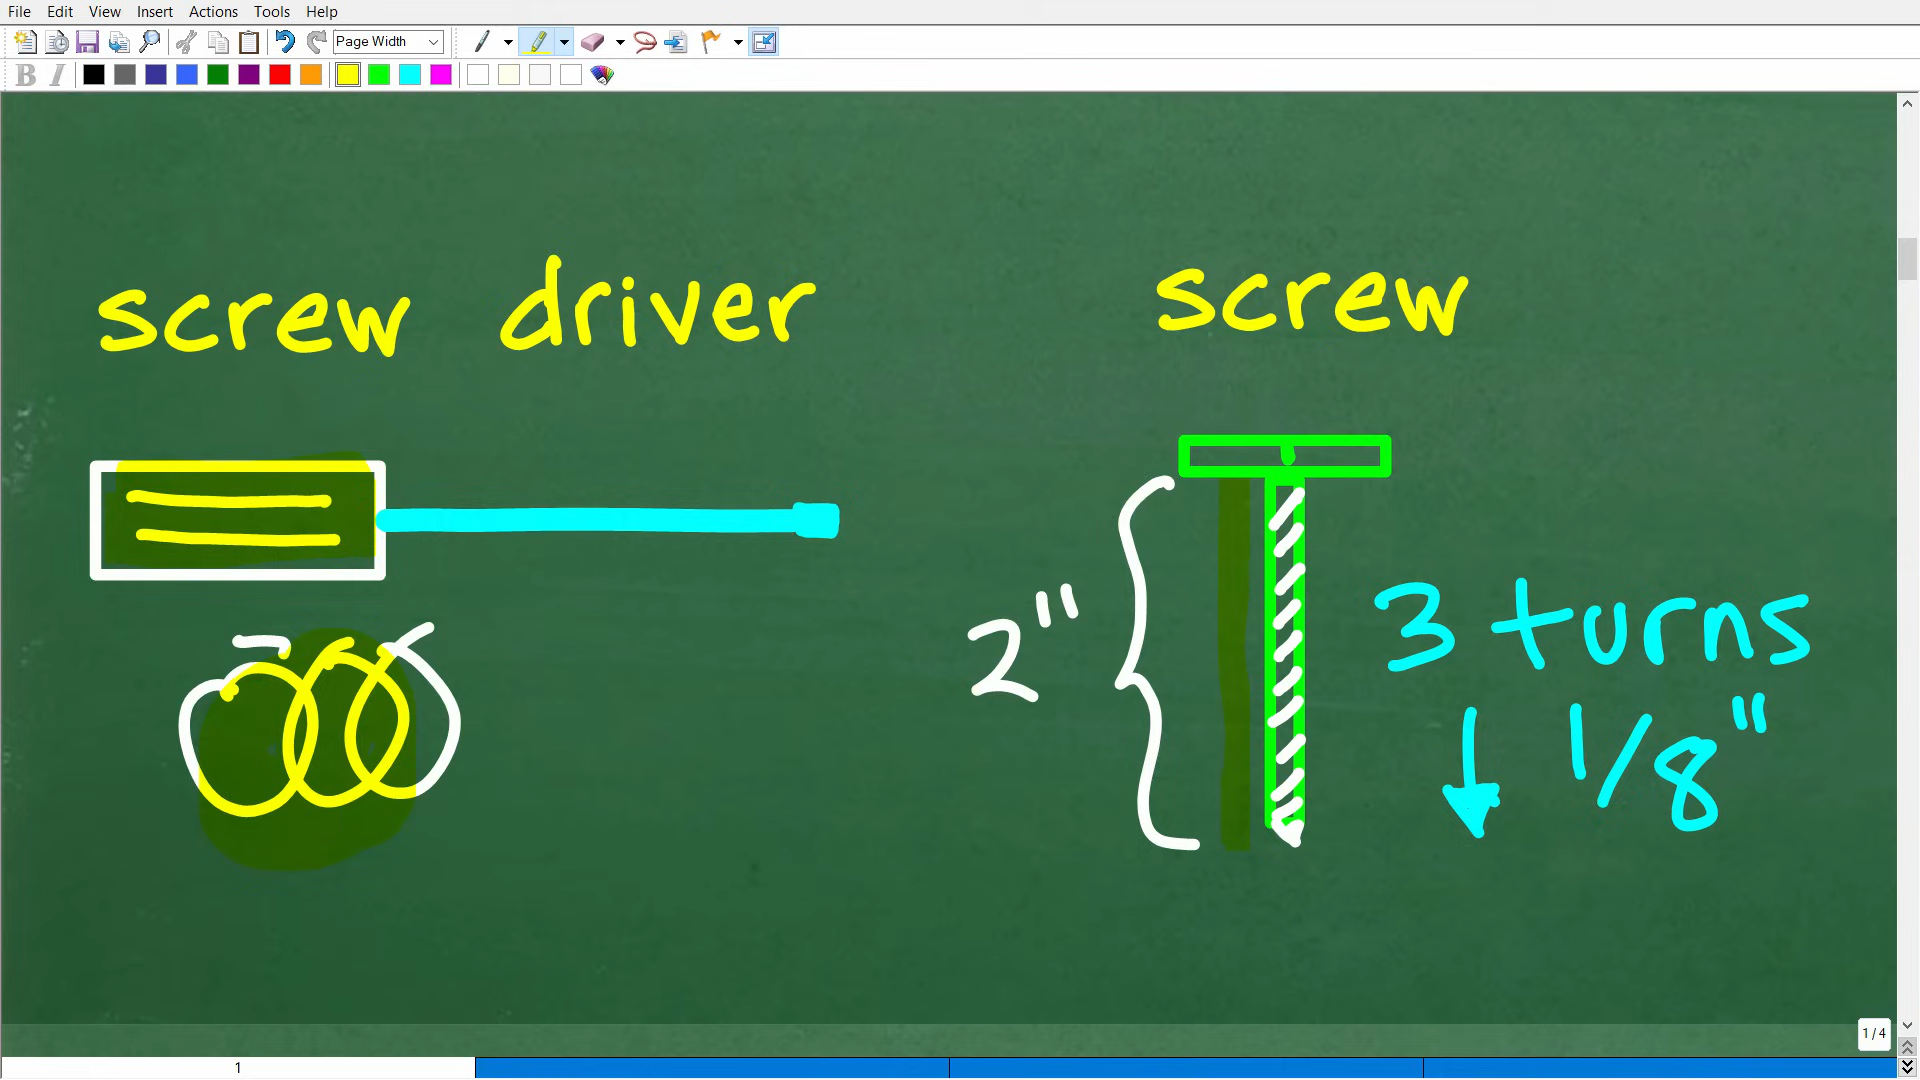 File Edit View Insert Actions Tools Help
Page Width
B I
screw driver
screw
2"
3 turns
1/8"
1 / 4
1